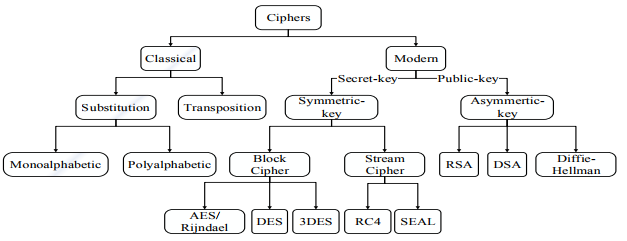 Ciphers
Classical
Modern
Secret-key
Public-key
Substitution
Transposition
Symmetric-
key
Asymmertic-
key
Monoalphabetic
Polyalphabetic
Block
Cipher
Stream
Cipher
RSA
DSA
Diffie-
Hellman
AES/
Rijndael
DES
3DES
RC4
SEAL